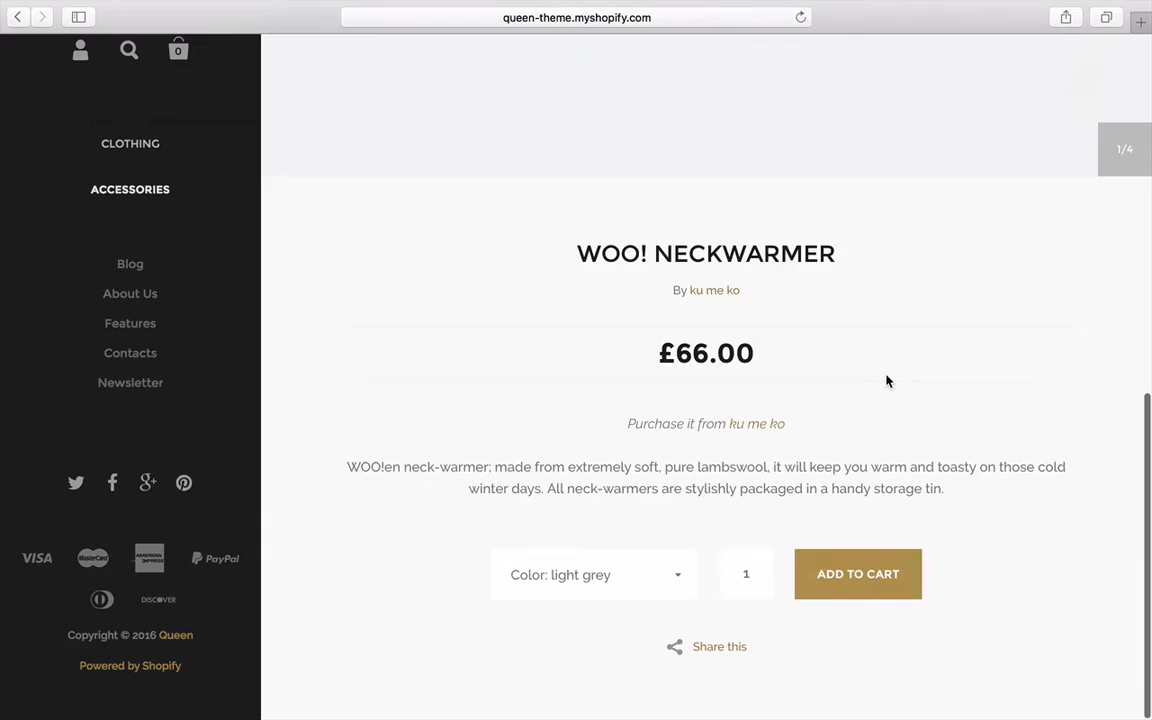 queen-theme.myshopify.com
0
CLOTHING
ACCESSORIES
Blog
About Us
Features
Contacts
Newsletter
VISA MasterCard AMERICAN EXPRESS PayPal
DISCOVER
Copyright © 2016 Queen
Powered by Shopify
1/4
WOO! NECKWARMER
By ku me ko
£66.00
Purchase it from ku me ko
WOO!en neck-warmer; made from extremely soft, pure lambswool, it will keep you warm and toasty on those cold
winter days. All neck-warmers are stylishly packaged in a handy storage tin.
Color: light grey 1 ADD TO CART
Share this